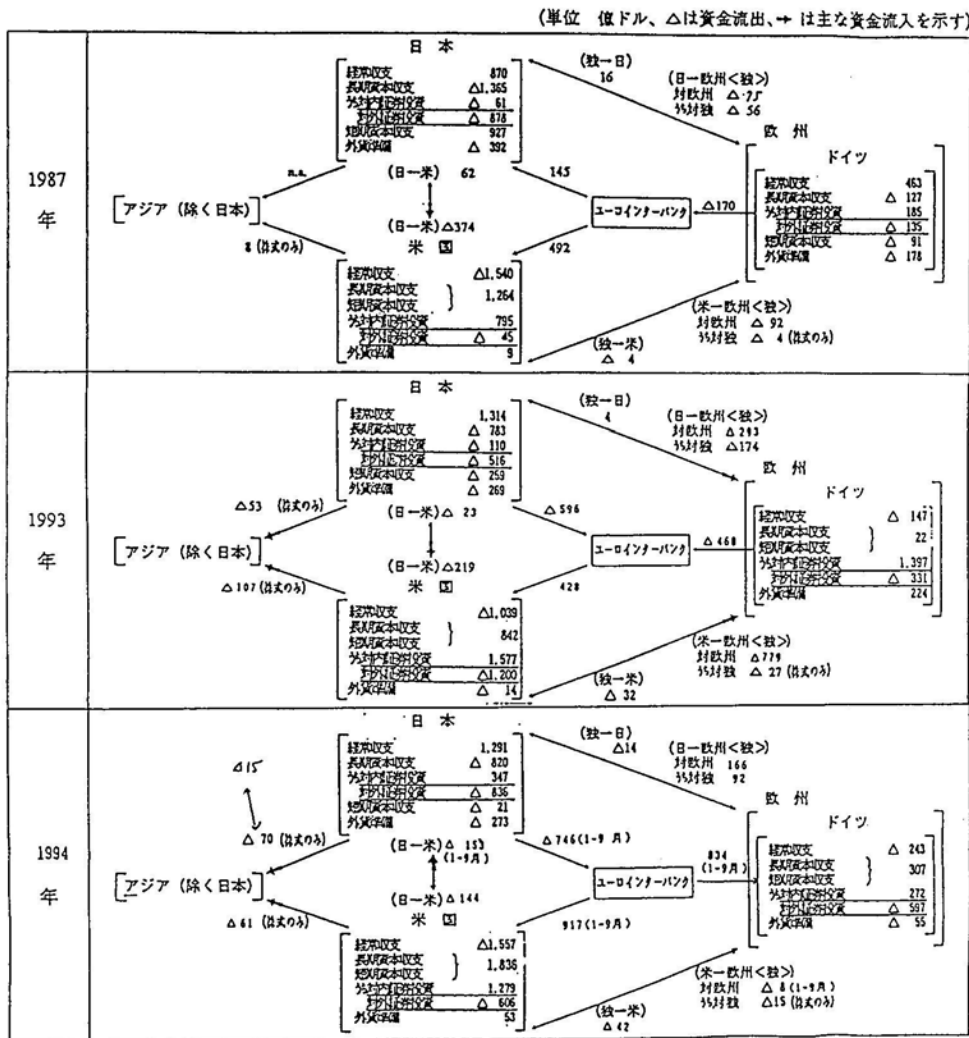 (単位 億ドル、△は資金流出、→ は主な資金流入を示す)
1987
年
日 本
経常収支 870
長期資本収支 △1,365
うち対内証券投資 △ 61
対外証券投資 △ 878
短期資本収支 927
外貨準備 △ 392
(独―日)
16
(日―欧州<独>)
対欧州 △ 75
うち対独 △ 56
欧 州
ドイツ
経常収支 463
長期資本収支 △ 127
うち対内証券投資 185
対外証券投資 △ 135
短期資本収支 △ 91
外貨準備 △ 178
n.a.
(日―米) 62
145
アジア (除く日本)
ユーロインターバンク
△170
(日―米) △374
8 (株式のみ)
米 国
492
経常収支 △1,540
長期資本収支
短期資本収支
1,264
うち対内証券投資 795
対外証券投資 △ 45
外貨準備 9
(米―欧州<独>)
対欧州 △ 92
うち対独 △ 4 (株式のみ)
(独―米)
△ 4
1993
年
日 本
経常収支 1,314
長期資本収支 △ 783
うち対内証券投資 △ 110
対外証券投資 △ 516
短期資本収支 △ 259
外貨準備 △ 269
(独―日)
4
(日―欧州<独>)
対欧州 △ 293
うち対独 △174
欧 州
ドイツ
経常収支 △ 147
長期資本収支
短期資本収支
22
うち対内証券投資 1,397
対外証券投資 △ 331
外貨準備 224
△53 (株式のみ)
(日―米) △ 23
△ 596
アジア (除く日本)
ユーロインターバンク
△ 468
(日―米) △219
△ 107 (株式のみ)
米 国
428
経常収支 △1,039
長期資本収支
短期資本収支
842
うち対内証券投資 1,577
対外証券投資 △1,200
外貨準備 △ 14
(米―欧州<独>)
対欧州 △779
うち対独 △ 27 (株式のみ)
(独―米)
△ 32
1994
年
日 本
経常収支 1,291
長期資本収支 △ 820
うち対内証券投資 347
対外証券投資 △ 836
短期資本収支 △ 21
外貨準備 △ 273
(独―日)
△14
(日―欧州<独>)
対欧州 166
うち対独 92
欧 州
ドイツ
経常収支 △ 243
長期資本収支
短期資本収支
307
うち対内証券投資 272
対外証券投資 △ 597
外貨準備 △ 55
△15
△ 70 (株式のみ)
(日―米) △ 153
(1-9月)
△746 (1-9 月)
834
(1-9月)
アジア (除く日本)
ユーロインターバンク
(日―米) △ 144
△ 61 (株式のみ)
米 国
917 (1-9月)
経常収支 △1,557
長期資本収支
短期資本収支
1,836
うち対内証券投資 1,279
対外証券投資 △ 606
外貨準備 53
(米―欧州<独>)
対欧州 △ 8 (1-9月)
うち対独 △15 (株式のみ)
(独―米)
△ 42